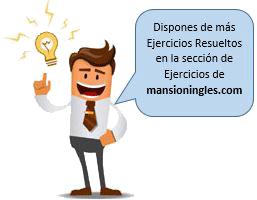 Dispones de más
Ejercicios Resueltos
en la sección de
Ejercicios de
mansioningles.com